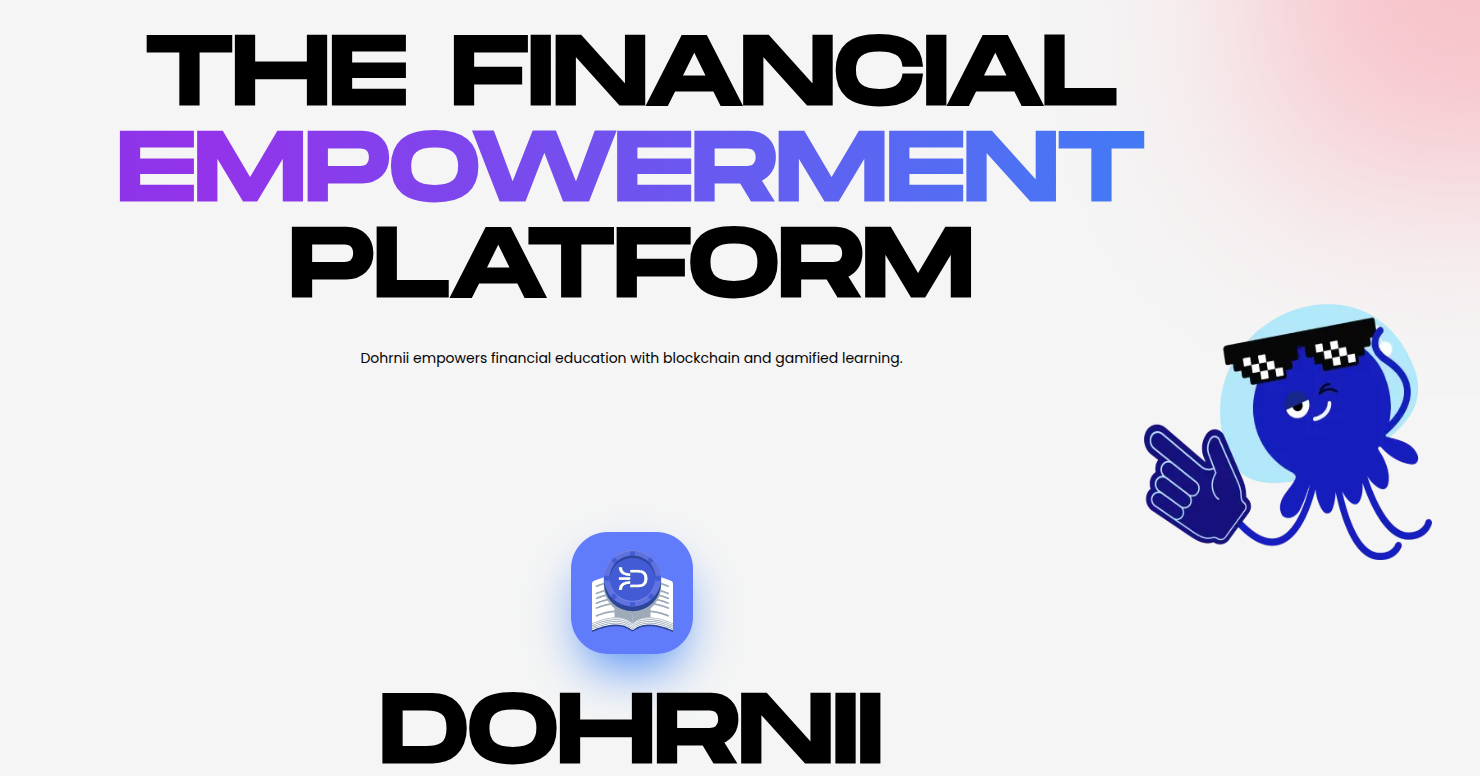 THE FINANCIAL
EMPOWERMENT
PLATFORM
Dohrnii empowers financial education with blockchain and gamified learning.
DOHRNII